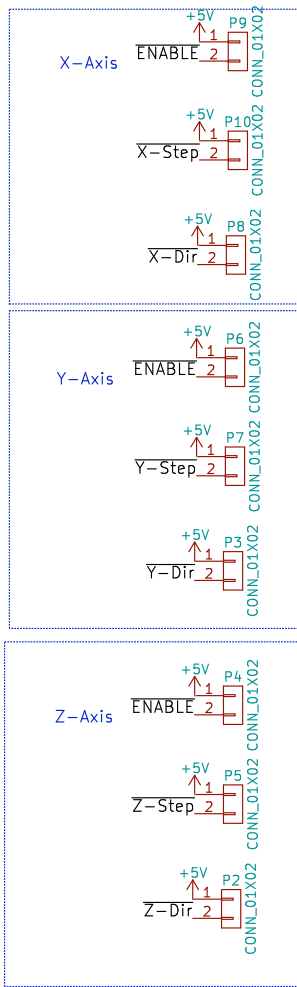 X-Axis
+5V
P9
ENABLE
1
2
CONN_01X02
+5V
P10
X-Step
1
2
CONN_01X02
+5V
P8
X-Dir
1
2
CONN_01X02
Y-Axis
+5V
P6
ENABLE
1
2
CONN_01X02
+5V
P7
Y-Step
1
2
CONN_01X02
+5V
P3
Y-Dir
1
2
CONN_01X02
Z-Axis
+5V
P4
ENABLE
1
2
CONN_01X02
+5V
P5
Z-Step
1
2
CONN_01X02
+5V
P2
Z-Dir
1
2
CONN_01X02